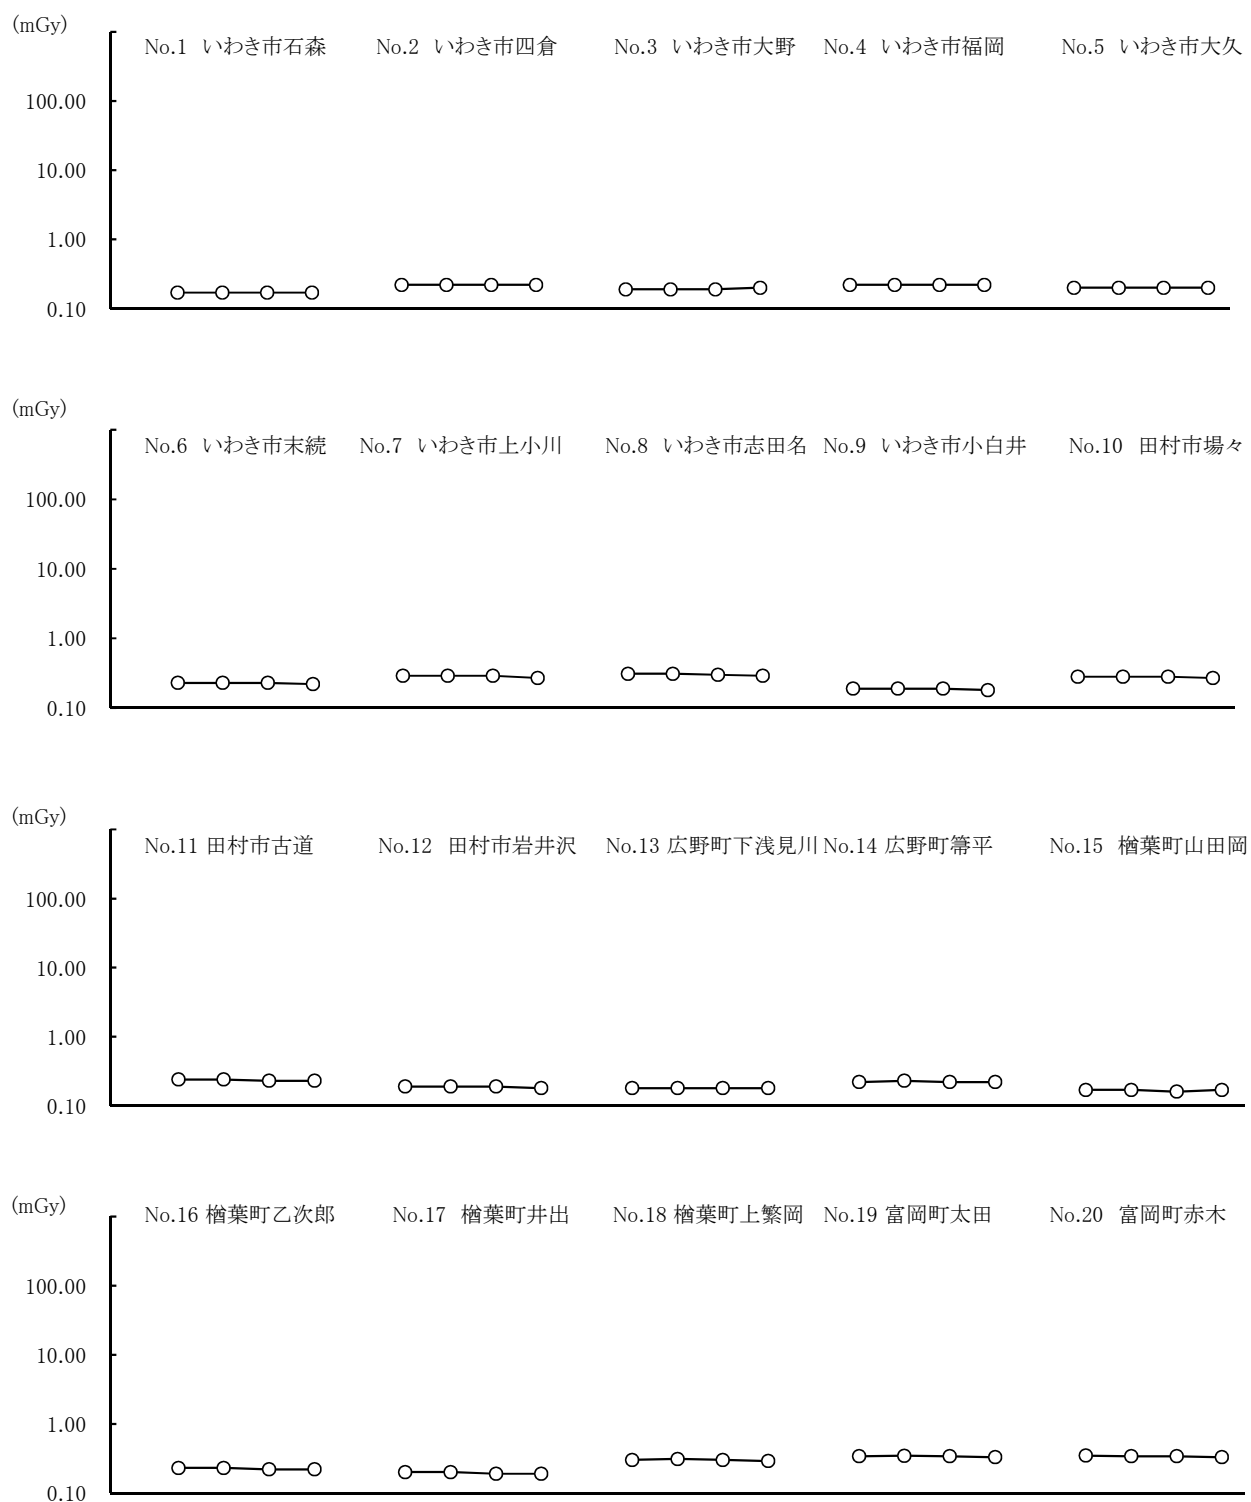 (mGy)
No.1 いわき市石森 No.2 いわき市四倉 No.3 いわき市大野 No.4 いわき市福岡 No.5 いわき市大久
100.00
10.00
1.00
0.10
(mGy)
No.6 いわき市末続 No.7 いわき市上小川 No.8 いわき市志田名 No.9 いわき市小白井 No.10 田村市場々
100.00
10.00
1.00
0.10
(mGy)
No.11 田村市古道 No.12 田村市岩井沢 No.13 広野町下浅見川 No.14 広野町箒平 No.15 楢葉町山田岡
100.00
10.00
1.00
0.10
(mGy)
No.16 楢葉町乙次郎 No.17 楢葉町井出 No.18 楢葉町上繁岡 No.19 富岡町太田 No.20 富岡町赤木
100.00
10.00
1.00
0.10